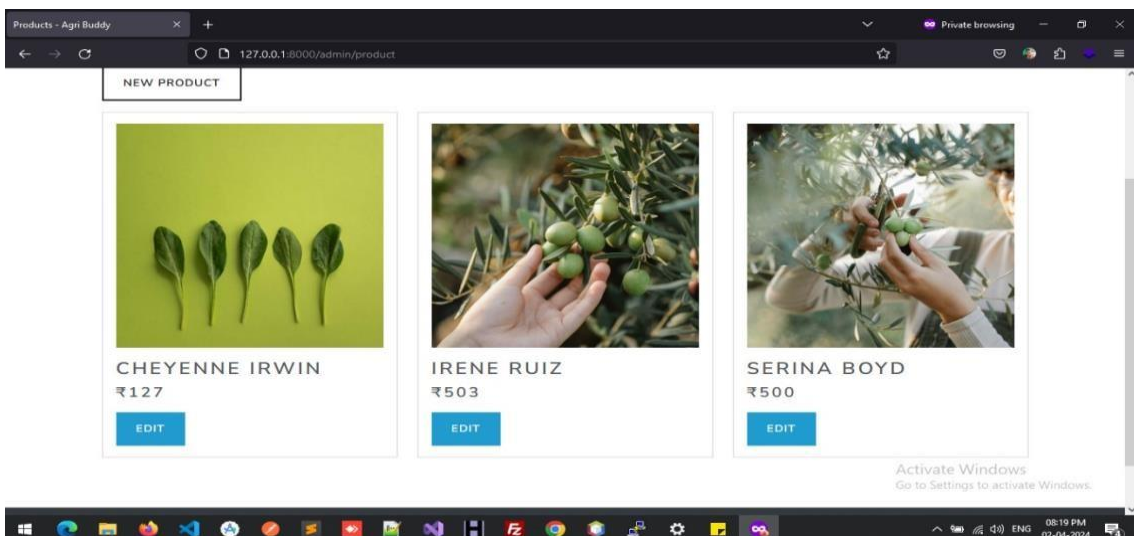 Products - Agri Buddy
Private browsing
127.0.0.1:8000/admin/product
NEW PRODUCT
CHEYENNE IRWIN
₹127
EDIT
IRENE RUIZ
₹503
EDIT
SERINA BOYD
₹500
EDIT
Activate Windows
Go to Settings to activate Windows.
ENG
08:19 PM
02-04-2024